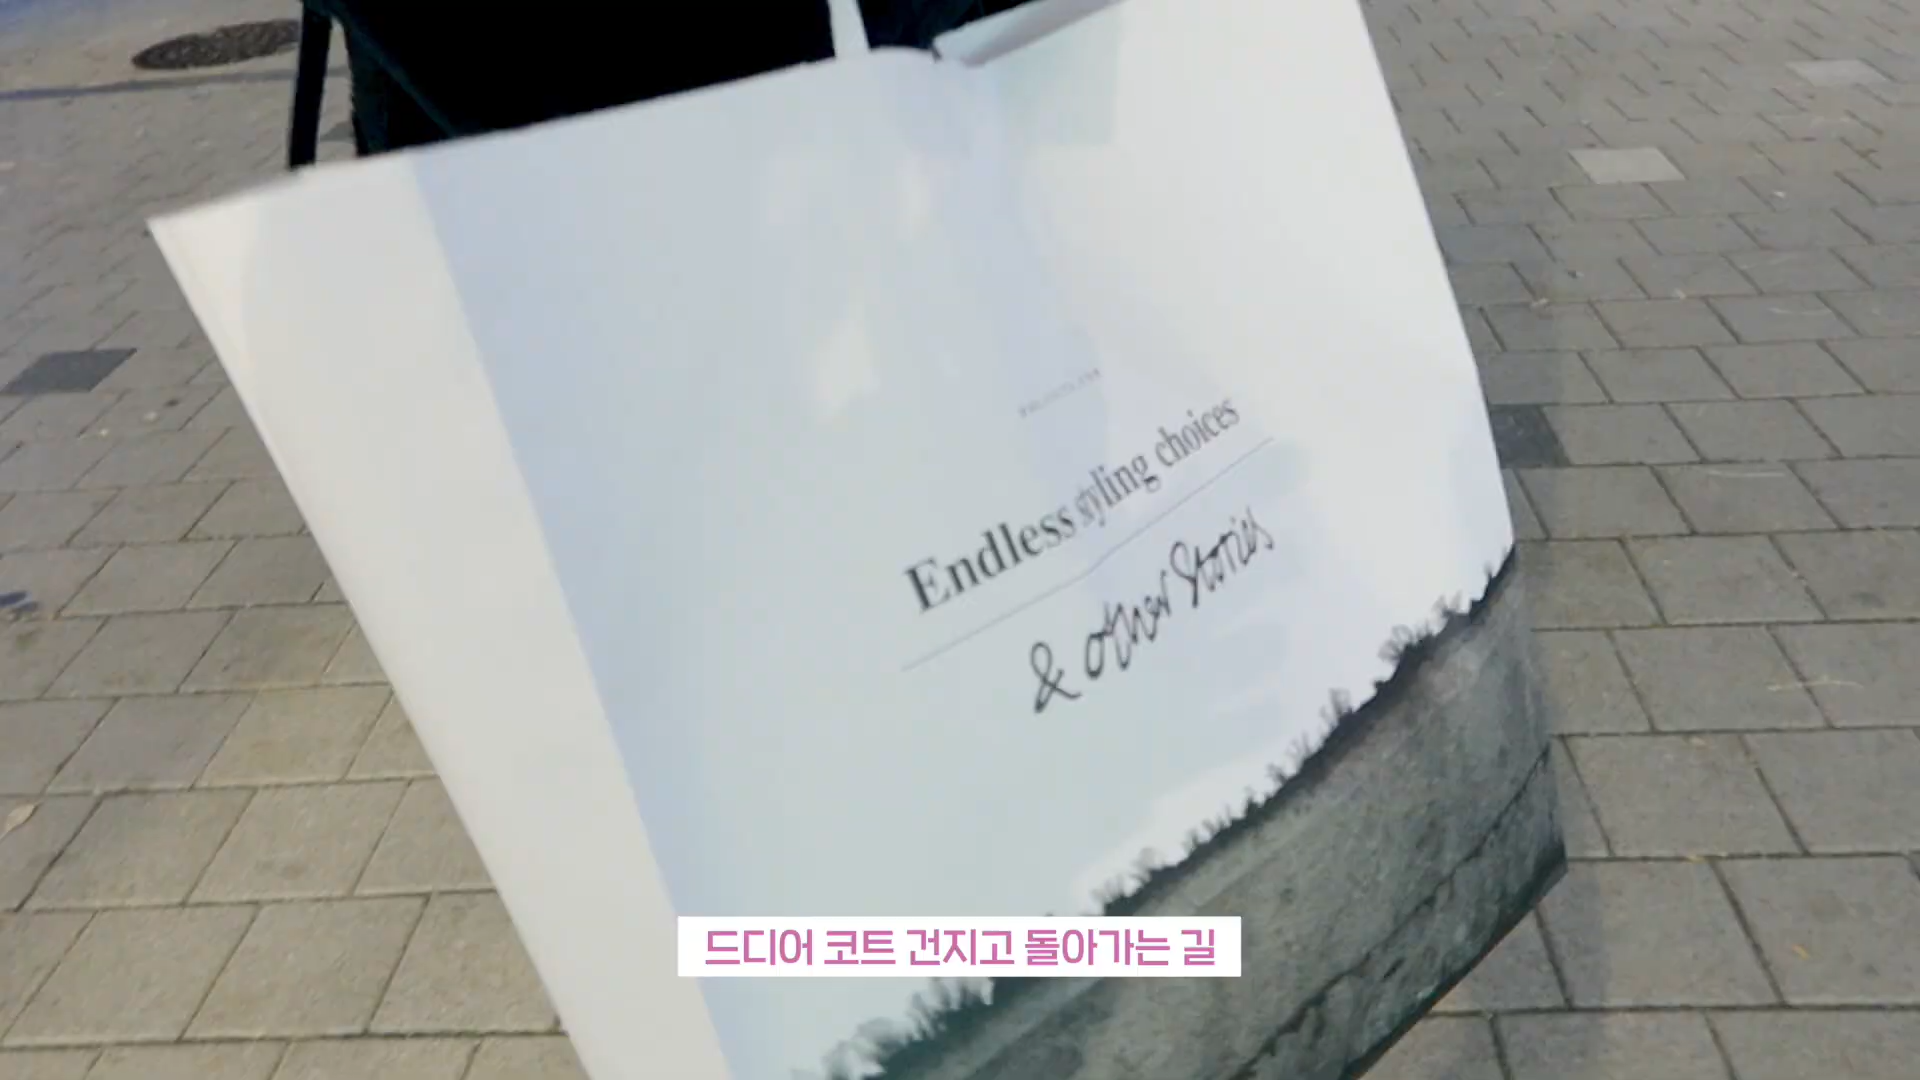 Endless styling choices
& other Stories
드디어 코트 건지고 돌아가는 길